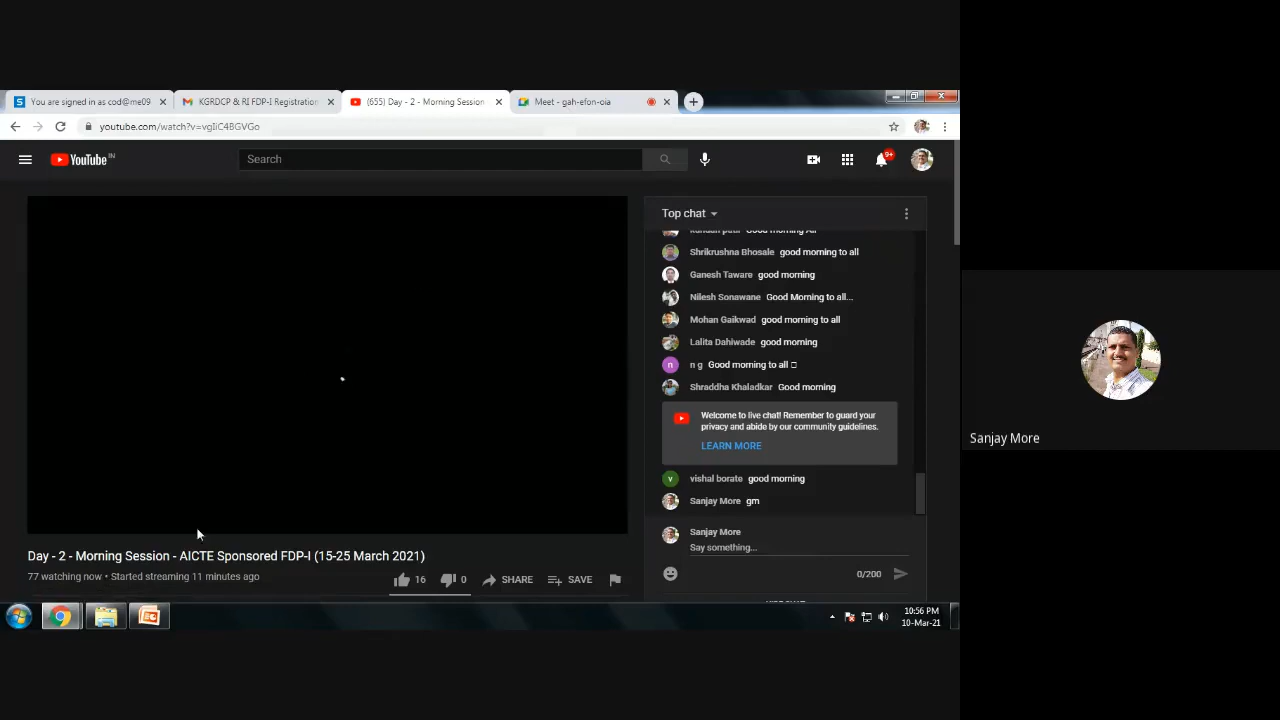 You are signed in as cod@me09
KGDRCIP & RI FDP-I Registration
(655) Day - 2 - Morning Session
Meet - gah-efon-oia
youtube.com/watch?v=vgIiC4BGVGo
YouTube IN
Search
9+
Top chat
Good morning All
Shrikrushna Bhosale good morning to all
Ganesh Taware good morning
Nilesh Sonawane Good Morning to all...
Mohan Gaikwad good morning to all
Lalita Dahiwade good morning
n n g Good morning to all
Shraddha Khaladkar Good morning
Welcome to live chat! Remember to guard your
privacy and abide by our community guidelines.
LEARN MORE
v vishal borate good morning
Sanjay More gm
Sanjay More
Say something...
0/200
Day - 2 - Morning Session - AICTE Sponsored FDP-I (15-25 March 2021)
77 watching now • Started streaming 11 minutes ago
16
0
SHARE
SAVE
10:56 PM
10-Mar-21
Sanjay More